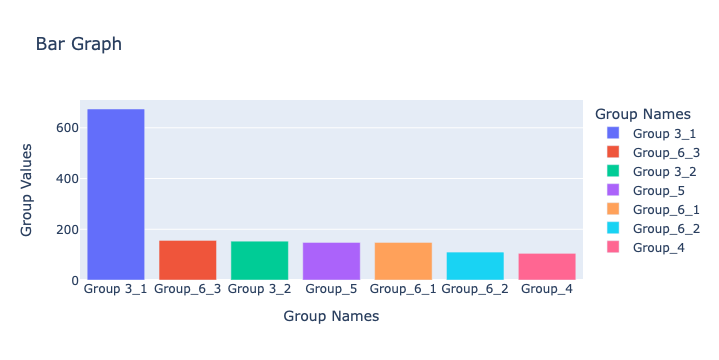 Bar Graph
Group Values
600
400
200
0
Group 3_1 Group_6_3 Group 3_2 Group_5 Group_6_1 Group_6_2 Group_4
Group Names
Group Names
Group 3_1
Group_6_3
Group 3_2
Group_5
Group_6_1
Group_6_2
Group_4